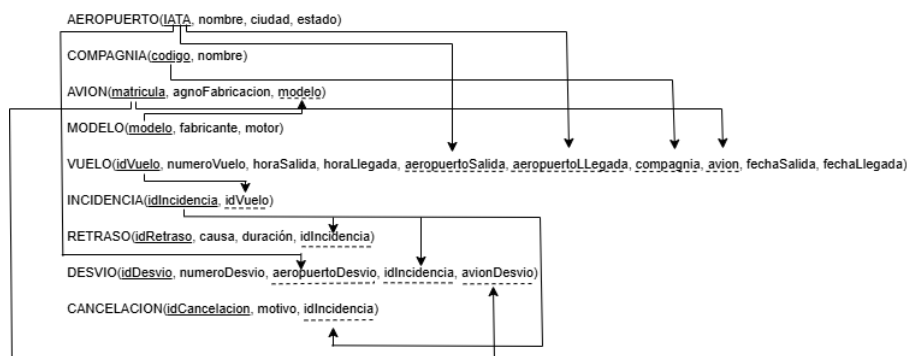 AEROPUERTO(IATA, nombre, ciudad, estado)
COMPAGNIA(codigo, nombre)
AVION(matricula, agnoFabricacion, modelo)
MODELO(modelo, fabricante, motor)
VUELO(idVuelo, numeroVuelo, horaSalida, horaLlegada, aeropuertoSalida, aeropuertoLLegada, compagnia, avion, fechaSalida, fechaLlegada)
INCIDENCIA(idIncidencia, idVuelo)
RETRASO(idRetraso, causa, duración, idIncidencia)
DESVIO(idDesvio, numeroDesvio, aeropuertoDesvio, idIncidencia, avionDesvio)
CANCELACION(idCancelacion, motivo, idIncidencia)